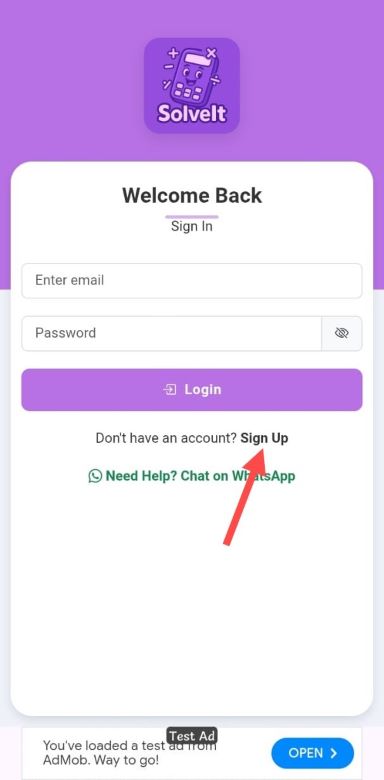 SolveIt
Welcome Back
Sign In
Enter email
Password
Login
Don't have an account? Sign Up
Need Help? Chat on WhatsApp
Test Ad
You've loaded a test ad from
AdMob. Way to go!
OPEN